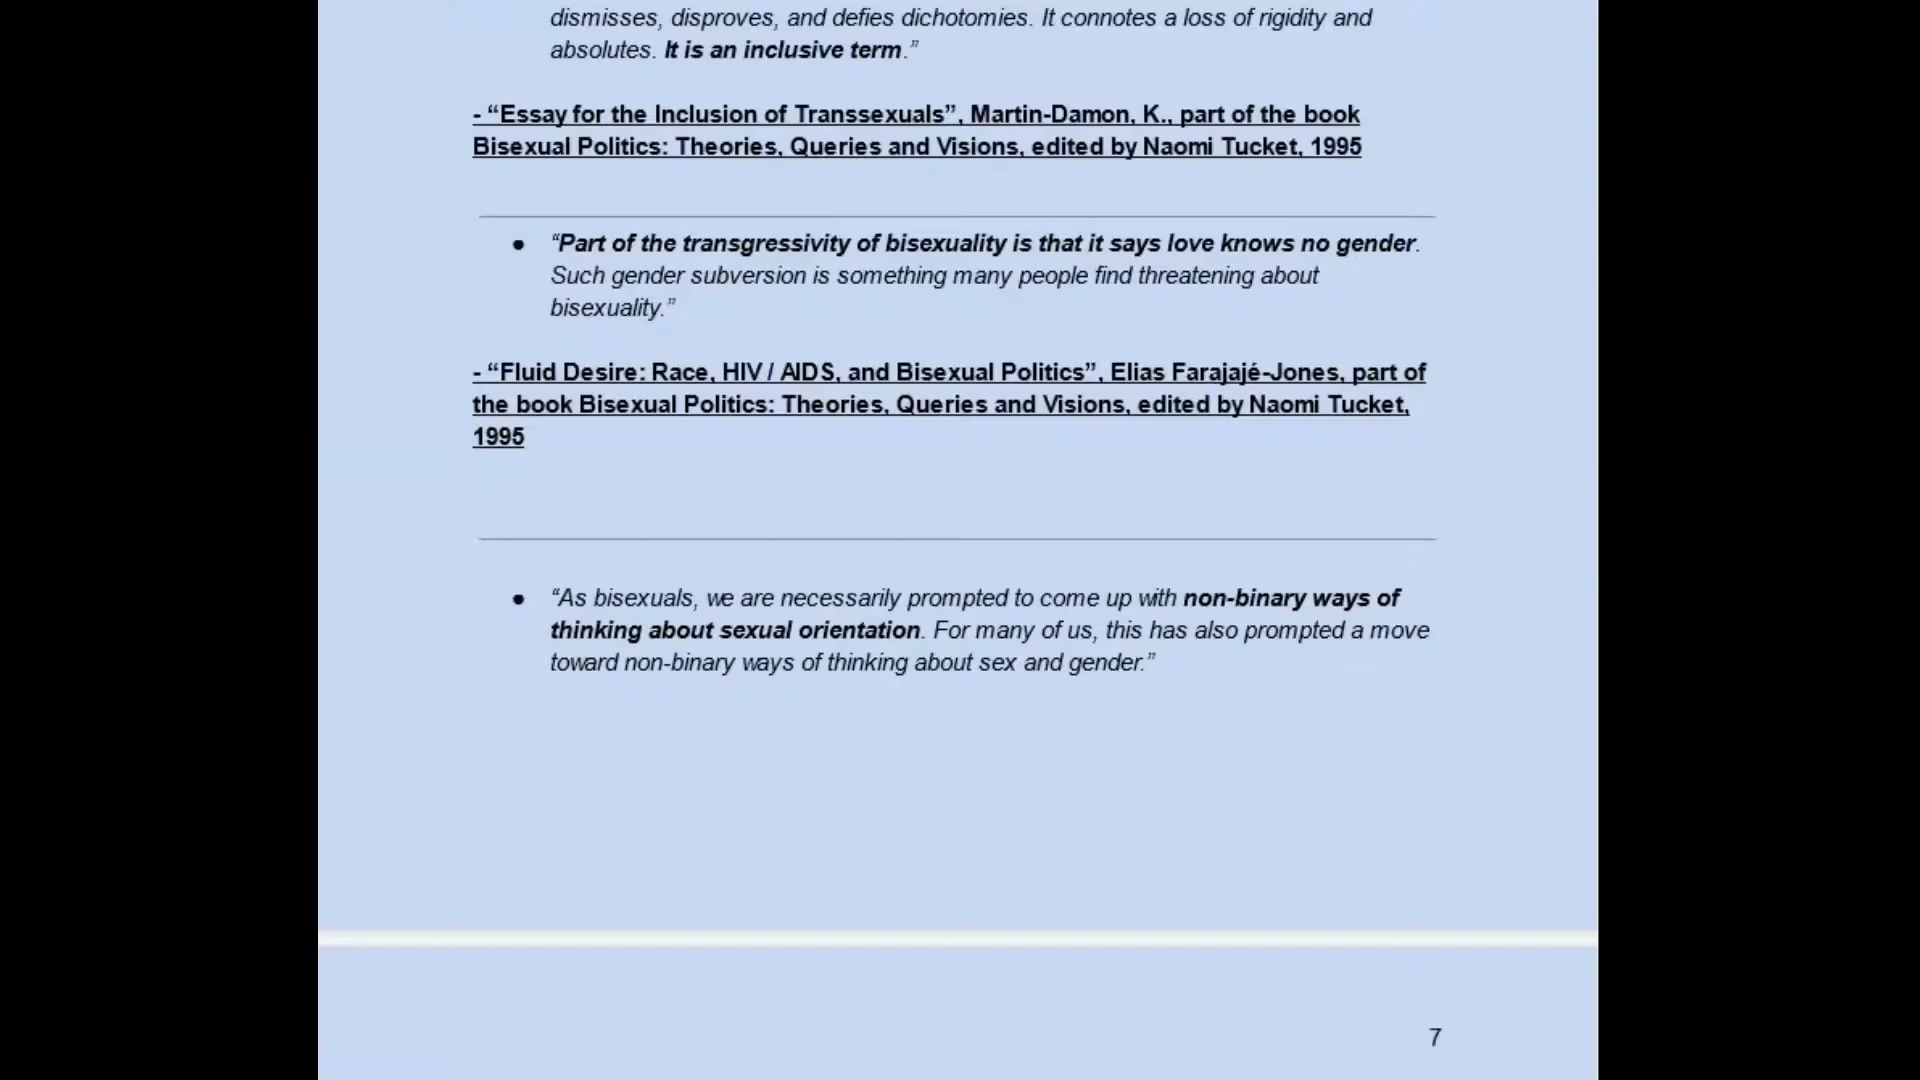 dismisses, disproves, and defies dichotomies. It connotes a loss of rigidity and
absolutes. It is an inclusive term.”
- “Essay for the Inclusion of Transsexuals”, Martin-Damon, K., part of the book
Bisexual Politics: Theories, Queries and Visions, edited by Naomi Tucket, 1995
● “Part of the transgressivity of bisexuality is that it says love knows no gender.
Such gender subversion is something many people find threatening about
bisexuality.”
- “Fluid Desire: Race, HIV / AIDS, and Bisexual Politics”, Elias Farajajé-Jones, part of
the book Bisexual Politics: Theories, Queries and Visions, edited by Naomi Tucket,
1995
● “As bisexuals, we are necessarily prompted to come up with non-binary ways of
thinking about sexual orientation. For many of us, this has also prompted a move
toward non-binary ways of thinking about sex and gender.”
7